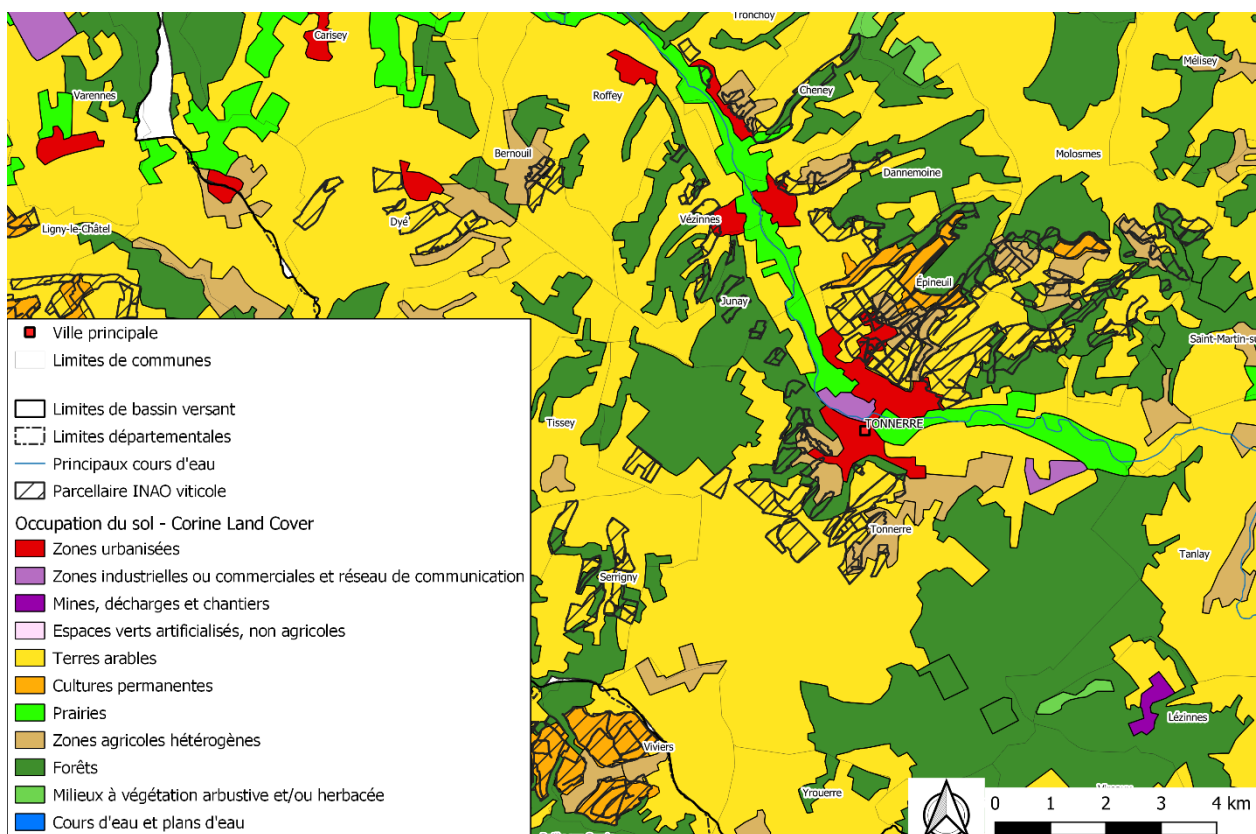 Tronchoy
Carisey
Mélisey
Varennes
Roffey
Cheney
Bernouil
Molosmes
Dannemoine
Dyé
Vézinnes
Ligny-le-Châtel
Épineuil
Junay
Saint-Martin-su
Tissey
TONNERRE
Tonnerre
Tanlay
Serrigny
Lézinnes
Viviers
Yrouerre
Ville principale
Limites de communes
Limites de bassin versant
Limites départementales
Principaux cours d'eau
Parcellaire INAO viticole
Occupation du sol - Corine Land Cover
Zones urbanisées
Zones industrielles ou commerciales et réseau de communication
Mines, décharges et chantiers
Espaces verts artificialisés, non agricoles
Terres arables
Cultures permanentes
Prairies
Zones agricoles hétérogènes
Forêts
Milieux à végétation arbustive et/ou herbacée
Cours d'eau et plans d'eau
0 1 2 3 4 km